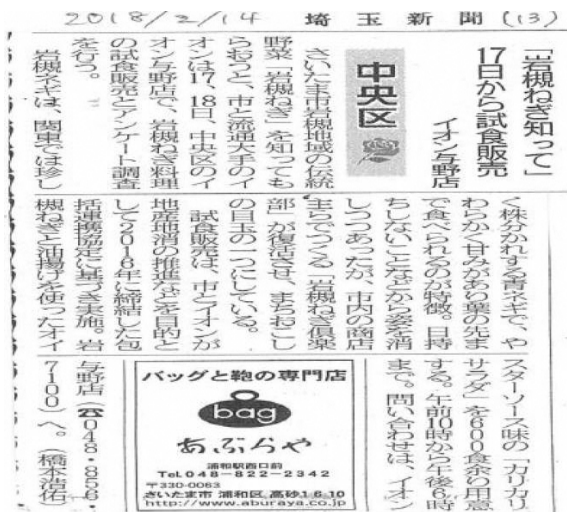 2018/2/14 埼玉新聞 (13)
「岩槻ねぎ知って」
17日から試食販売
イオン与野店
中央区
さいたま市岩槻地域の伝統
野菜「岩槻ねぎ」を知っても
らおうと、市と流通大手のイ
オンは17、18日、中央区のイ
オン与野店で、岩槻ねぎ料理
の試食販売とアンケート調査
を行う。
岩槻ネギは、関東では珍し
く株分かれする青ネギで、や
わらかく甘みがあり葉の先ま
で食べられるのが特徴。日持
ちしないことなどから姿を消
しつつあったが、市内の商店
主らでつくる「岩槻ねぎ倶楽
部」が復活させ、まちおこし
の目玉の一つにしている。
試食販売は、市とイオンが
地産地消の推進などを目的と
して2016年に締結した包
括連携協定に基づき実施。岩
槻ねぎと油揚げを使ったオイ
スターソース味の「カリカリ
サラダ」を600食余り用意
する。午前10時から午後6時
まで。問い合わせは、イオン
与野店(☎048・856・
7100)へ。(橋本浩佑)
バッグと鞄の専門店
bag
あぶらや
浦和駅西口前
TeL 048-822-2342
〒330-0063
さいたま市 浦和区 高砂1 6 10
http://www.aburaya.co.jp